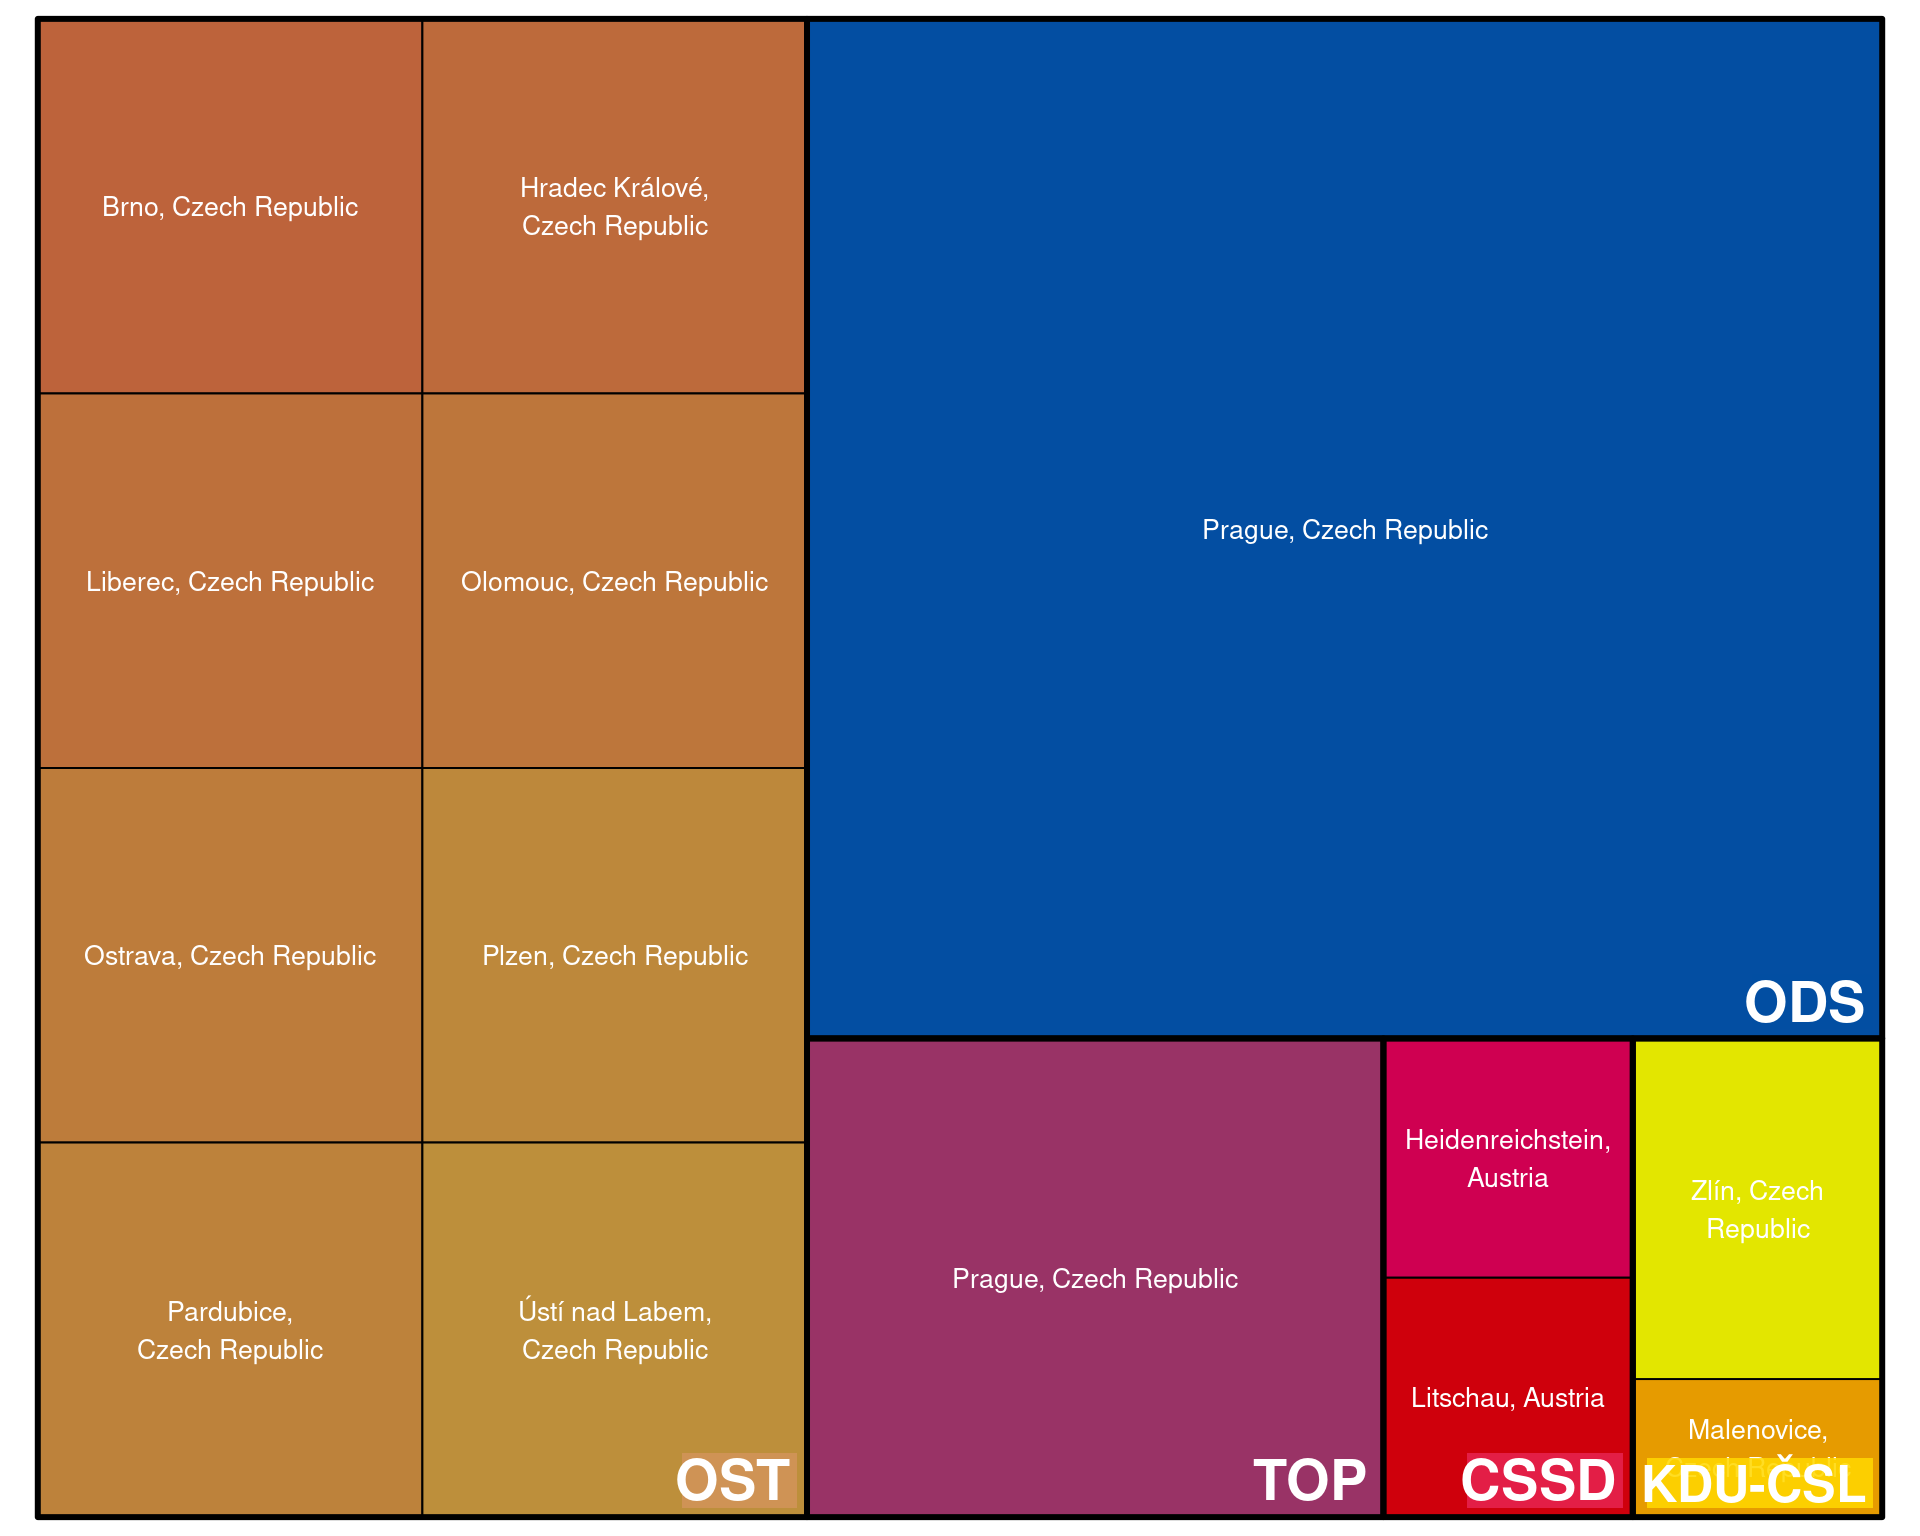 Brno, Czech Republic
Hradec Králové,
Czech Republic
Liberec, Czech Republic
Olomouc, Czech Republic
Ostrava, Czech Republic
Plzen, Czech Republic
Pardubice,
Czech Republic
Ústí nad Labem,
Czech Republic
OST
Prague, Czech Republic
ODS
Prague, Czech Republic
TOP
Heidenreichstein,
Austria
Litschau, Austria
CSSD
Zlín, Czech
Republic
Malenovice,
Czech Republic
KDU-ČSL